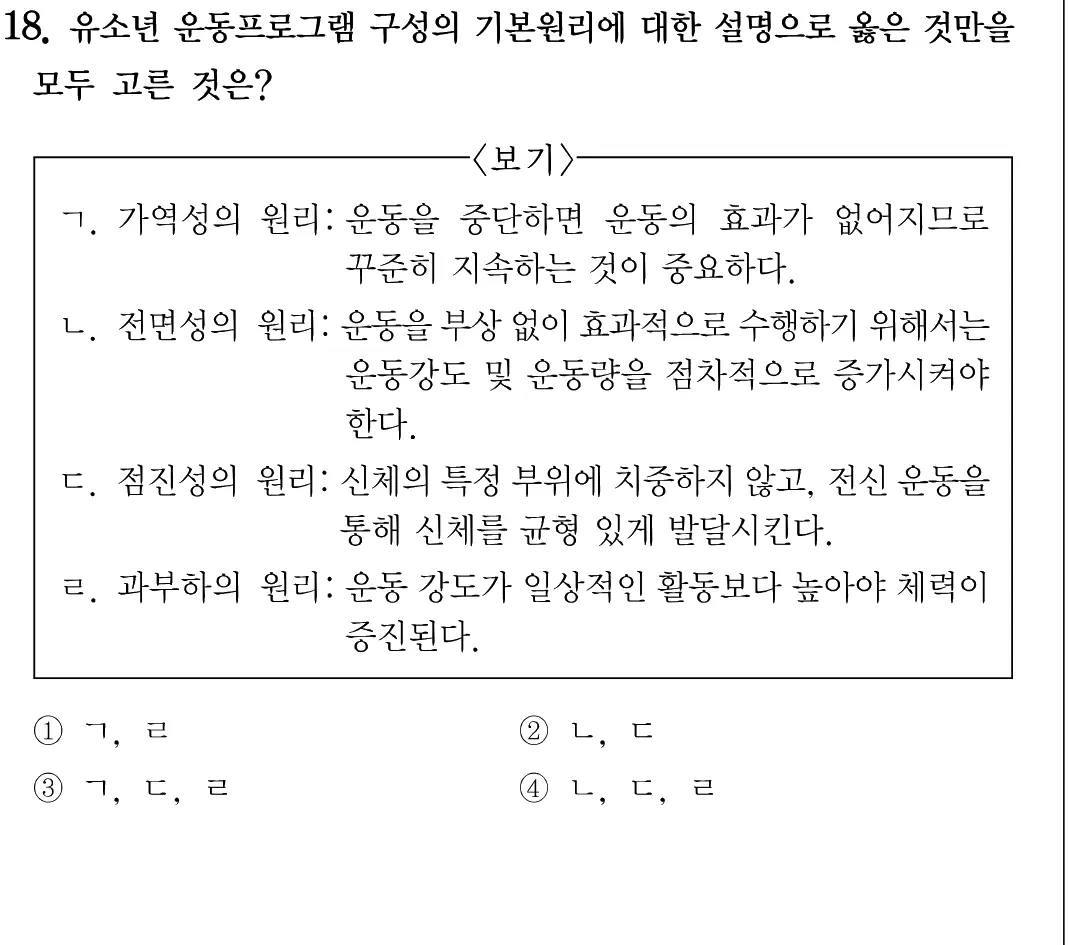 18. 유소년 운동프로그램 구성의 기본원리에 대한 설명으로 옳은 것만을
모두 고른 것은?
〈보기〉
ㄱ. 가역성의 원리: 운동을 중단하면 운동의 효과가 없어지므로
꾸준히 지속하는 것이 중요하다.
ㄴ. 전면성의 원리: 운동을 부상 없이 효과적으로 수행하기 위해서는
운동강도 및 운동량을 점차적으로 증가시켜야
한다.
ㄷ. 점진성의 원리: 신체의 특정 부위에 치중하지 않고, 전신 운동을
통해 신체를 균형 있게 발달시킨다.
ㄹ. 과부하의 원리: 운동 강도가 일상적인 활동보다 높아야 체력이
증진된다.
① ㄱ, ㄹ ② ㄴ, ㄷ
③ ㄱ, ㄷ, ㄹ ④ ㄴ, ㄷ, ㄹ